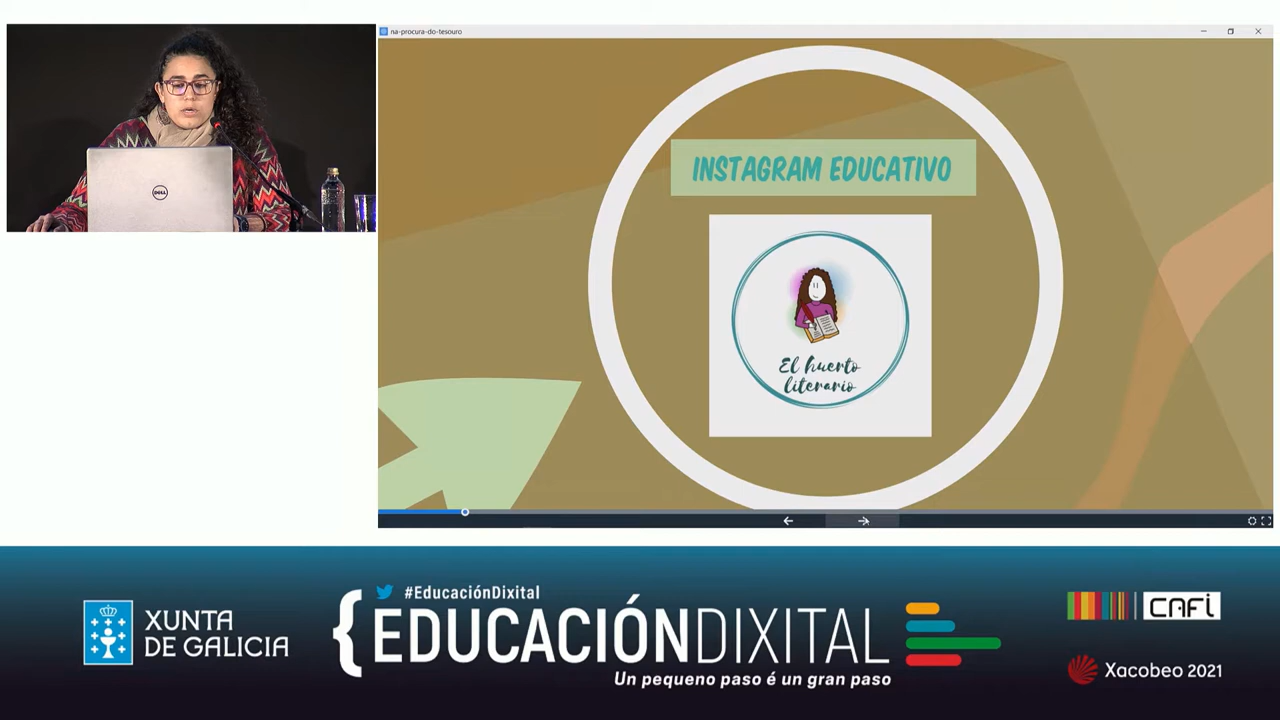 na-procura-do-tesouro
INSTAGRAM EDUCATIVO
El huerto
literario
DELL
#EducaciónDixital
XUNTA
DE GALICIA
{EDUCACIÓNDIXITAL
Un pequeno paso é un gran paso
CAFi
Xacobeo 2021